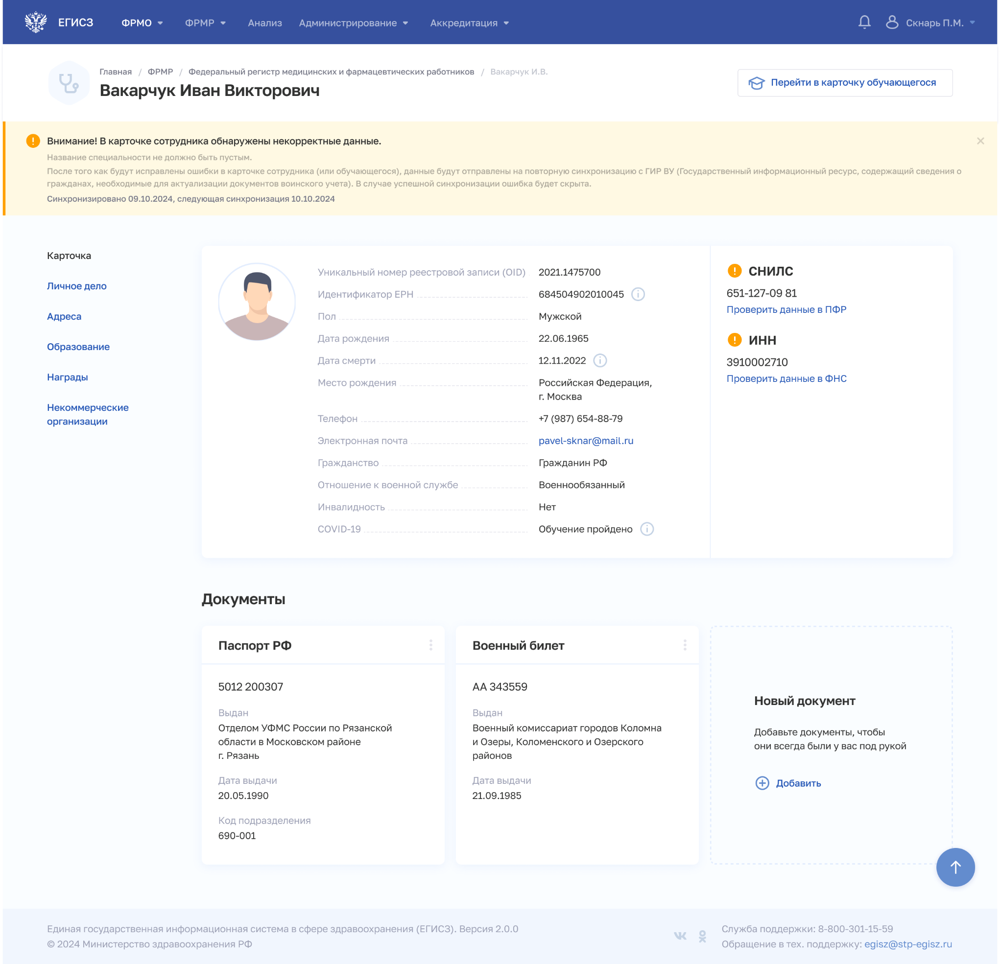 ЕГИСЗ ФРМО ФРМР Анализ Администрирование Аккредитация Скнарь П.М.
Главная / ФРМР / Федеральный регистр медицинских и фармацевтических работников / Вакарчук И.В.
Вакарчук Иван Викторович
Перейти в карточку обучающегося
Внимание! В карточке сотрудника обнаружены некорректные данные.
Название специальности не должно быть пустым.
После того как будут исправлены ошибки в карточке сотрудника (или обучающегося), данные будут отправлены на повторную синхронизацию с ГИР ВУ (Государственный информационный ресурс, содержащий сведения о
гражданах, необходимые для актуализации документов воинского учета). В случае успешной синхронизации ошибка будет скрыта.
Синхронизировано 09.10.2024, следующая синхронизация 10.10.2024
Карточка
Личное дело
Адреса
Образование
Награды
Некоммерческие
организации
Уникальный номер реестровой записи (OID) 2021.1475700
Идентификатор ЕРН 684504902010045
Пол Мужской
Дата рождения 22.06.1965
Дата смерти 12.11.2022
Место рождения Российская Федерация,
г. Москва
Телефон +7 (987) 654-88-79
Электронная почта pavel-sknar@mail.ru
Гражданство Гражданин РФ
Отношение к военной службе Военнообязанный
Инвалидность Нет
COVID-19 Обучение пройдено
СНИЛС
651-127-09 81
Проверить данные в ПФР
ИНН
3910002710
Проверить данные в ФНС
Документы
Паспорт РФ
5012 200307
Выдан
Отделом УФМС России по Рязанской
области в Московском районе
г. Рязань
Дата выдачи
20.05.1990
Код подразделения
690-001
Военный билет
АА 343559
Выдан
Военный комиссариат городов Коломна
и Озеры, Коломенского и Озерского
районов
Дата выдачи
21.09.1985
Новый документ
Добавьте документы, чтобы
они всегда были у вас под рукой
Добавить
Единая государственная информационная система в сфере здравоохранения (ЕГИСЗ). Версия 2.0.0
© 2024 Министерство здравоохранения РФ
Служба поддержки: 8-800-301-15-59
Обращение в тех. поддержку: egisz@stp-egisz.ru